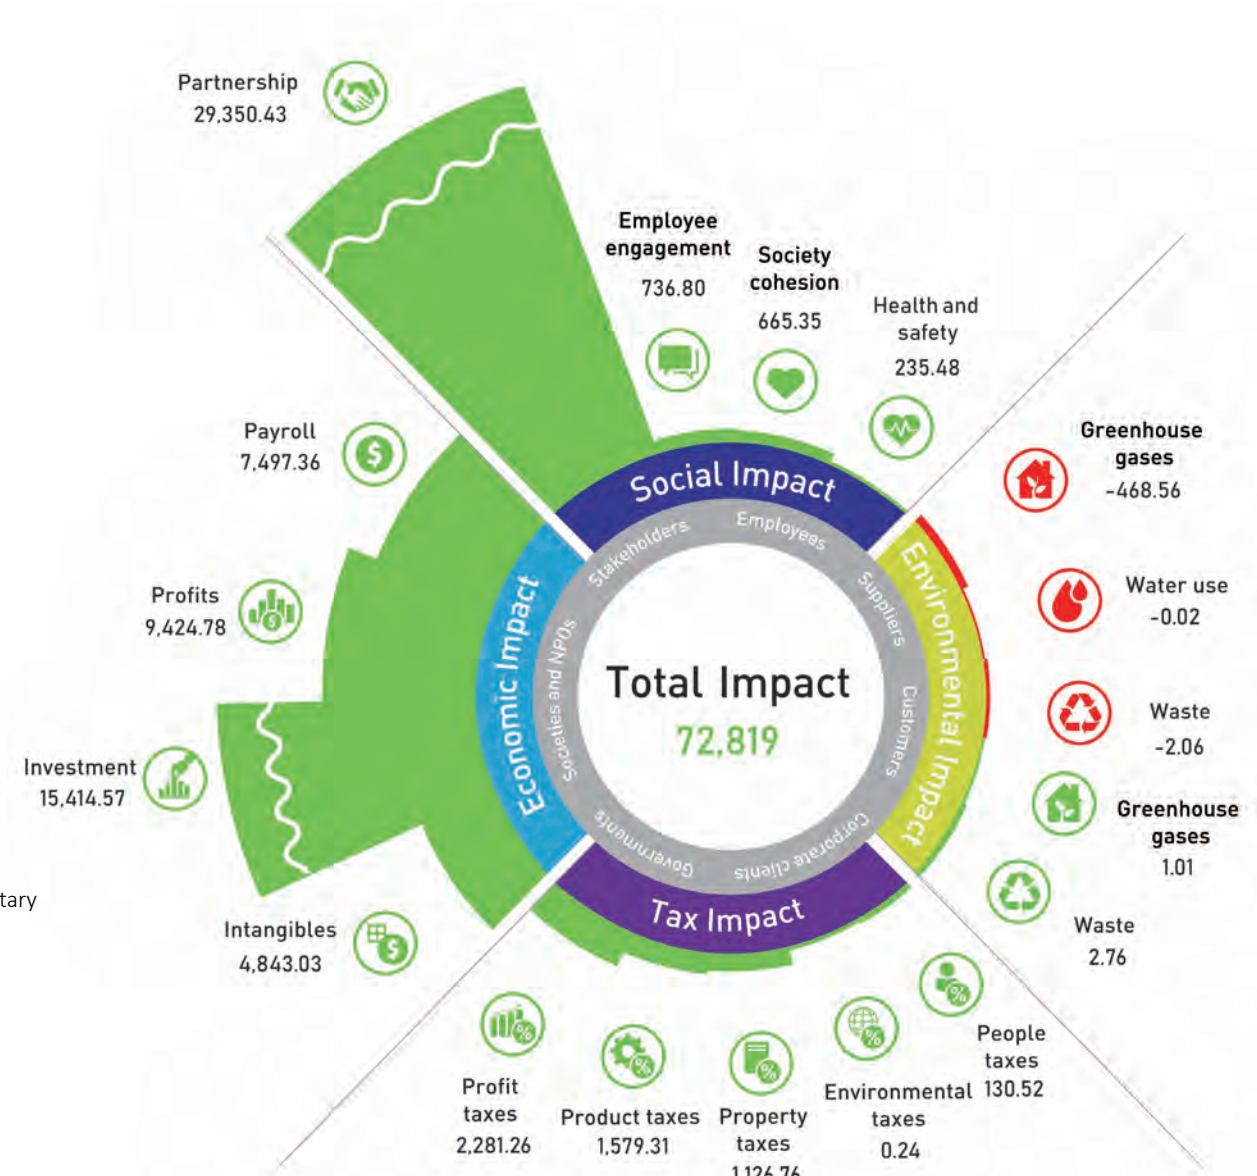 Partnership
29,350.43
Employee
engagement
736.80
Society
cohesion
665.35
Health and
safety
235.48
Greenhouse
gases
-468.56
Water use
-0.02
Waste
-2.06
Greenhouse
gases
1.01
Waste
2.76
People
taxes
130.52
Environmental
taxes
0.24
Property
taxes
1,126.76
Product taxes
1,579.31
Profit
taxes
2,281.26
Intangibles
4,843.03
tary
Investment
15,414.57
Profits
9,424.78
Payroll
7,497.36
Social Impact
Environmental Impact
Tax Impact
Economic Impact
Stakeholders
Employees
Suppliers
Customers
Corporate clients
Governments
Societies and NPOs
Total Impact
72,819